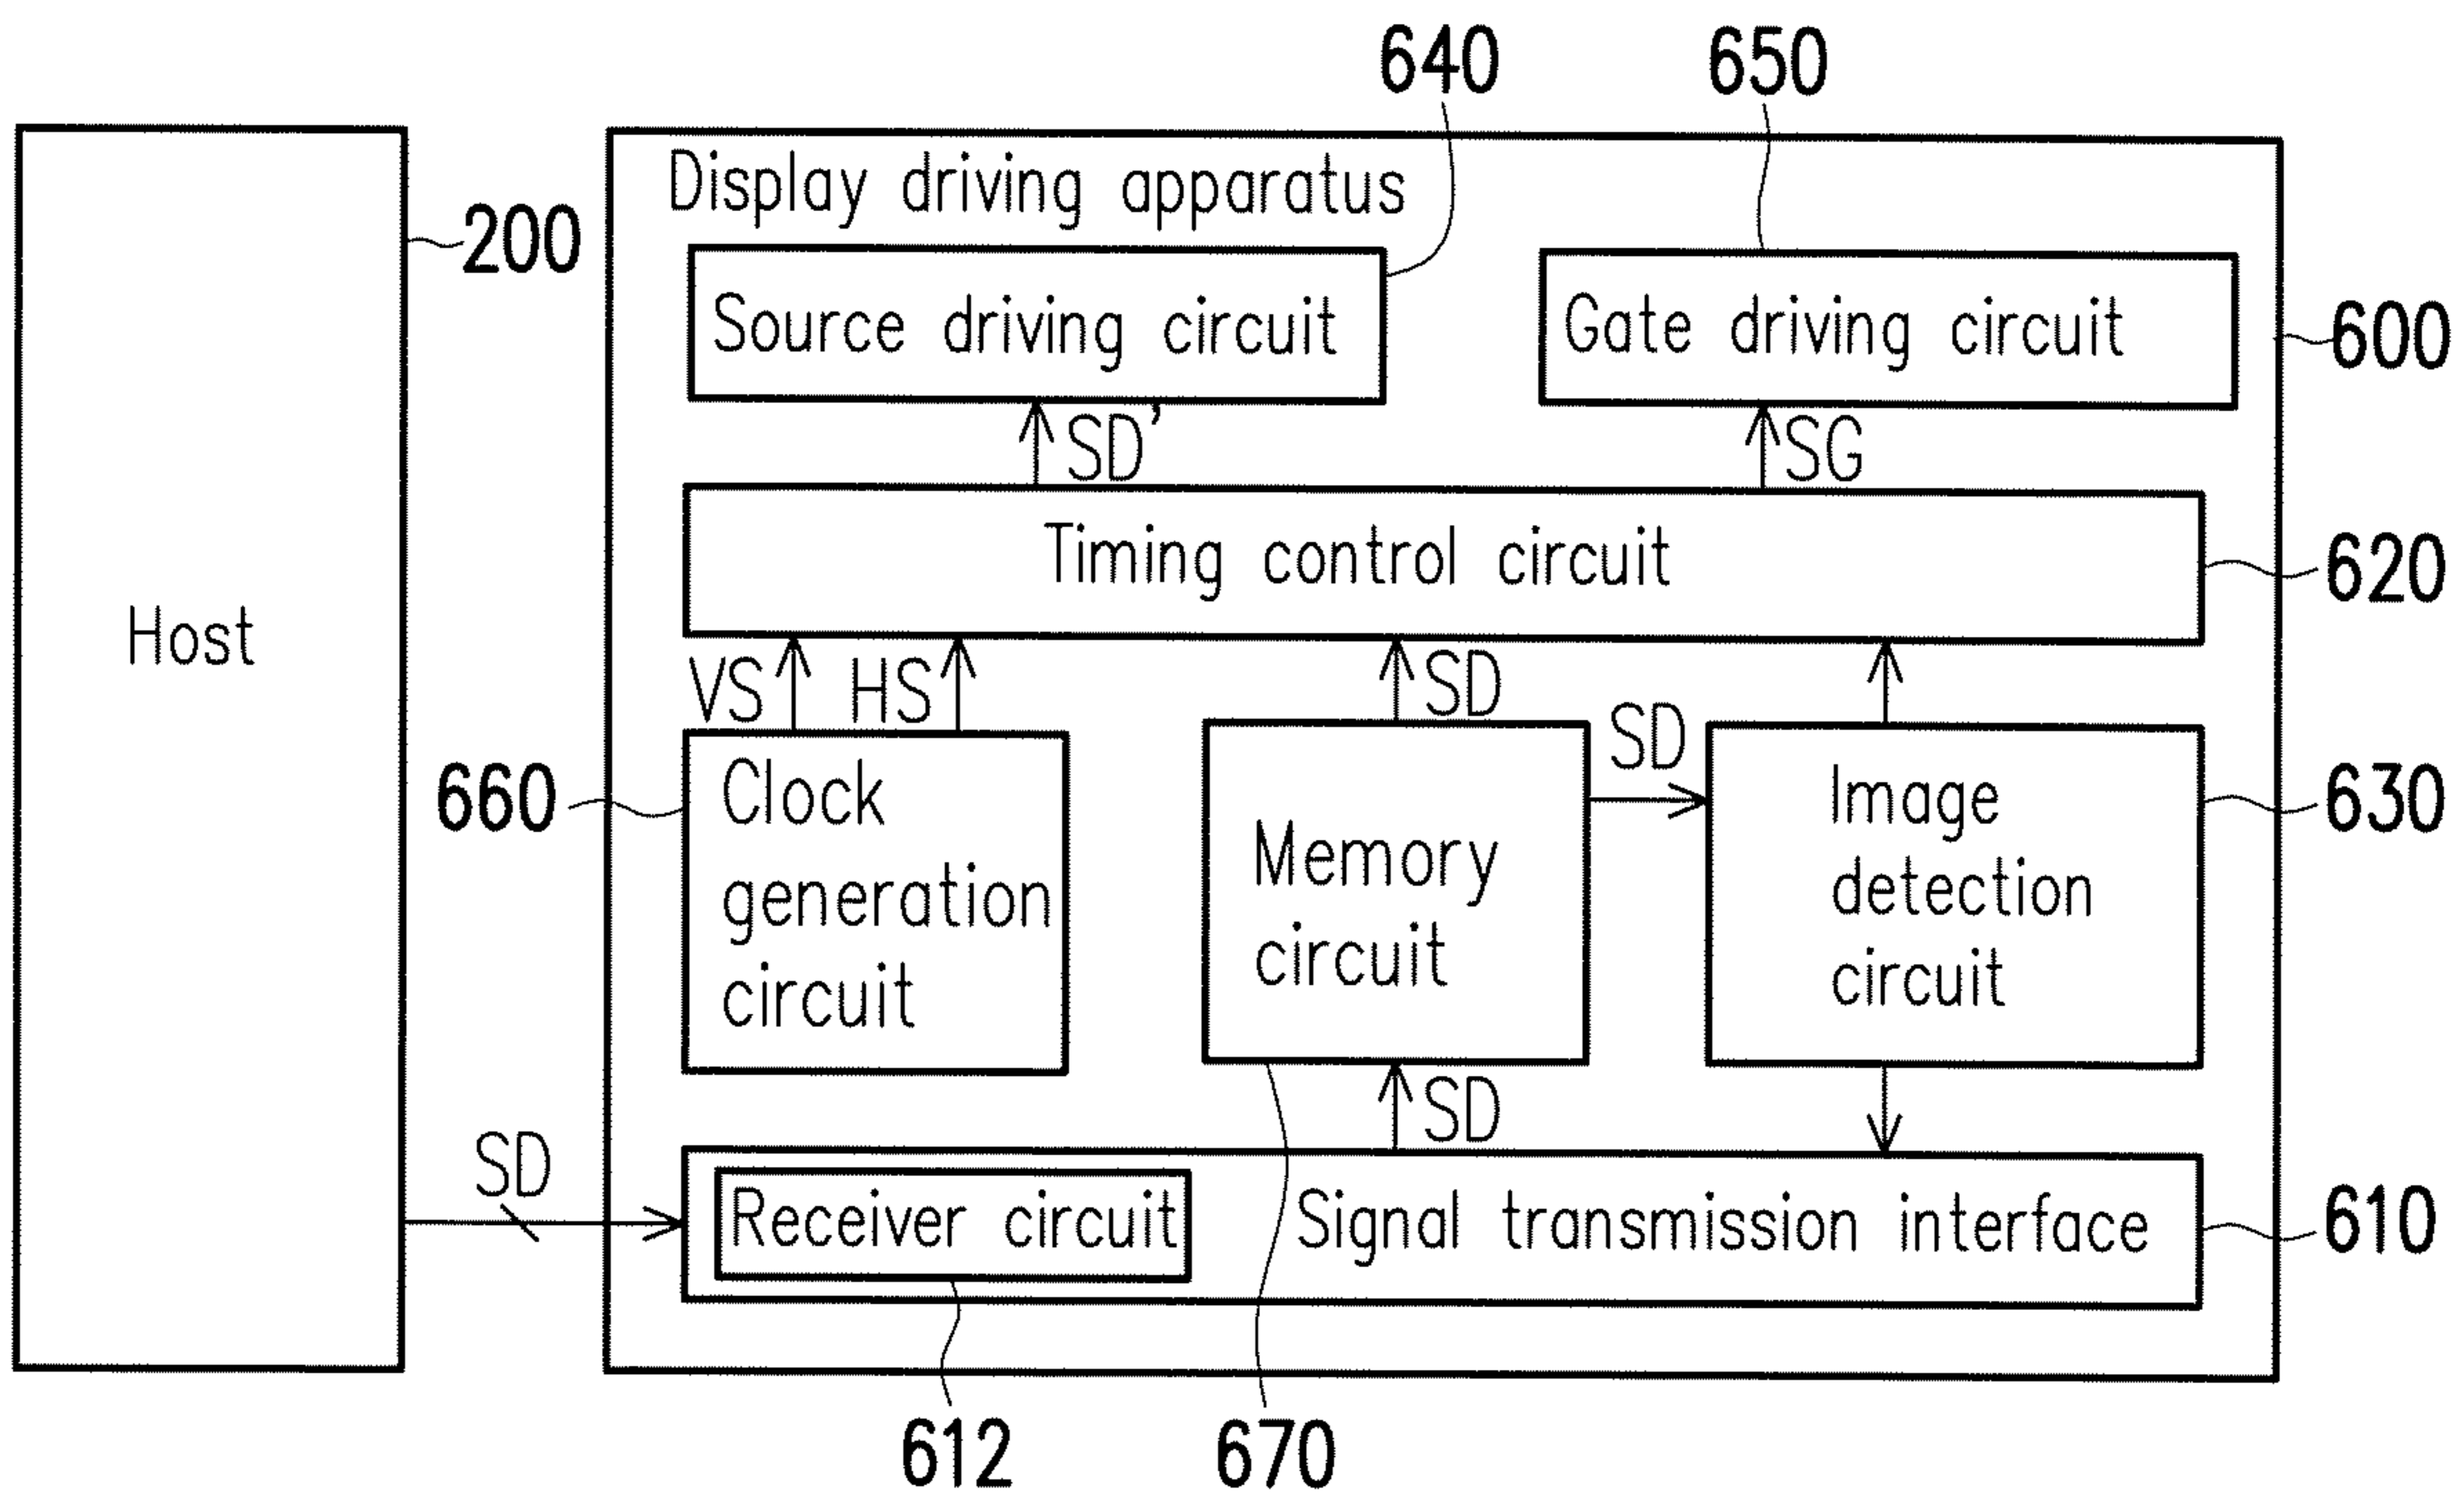 640
650
Display driving apparatus
200
Source driving circuit
Gate driving circuit
600
SD'
SG
Timing control circuit
620
Host
VS
HS
SD
SD
660
Clock
generation
circuit
Memory
circuit
Image
detection
circuit
630
SD
SD
Receiver circuit
Signal transmission interface
610
612
670